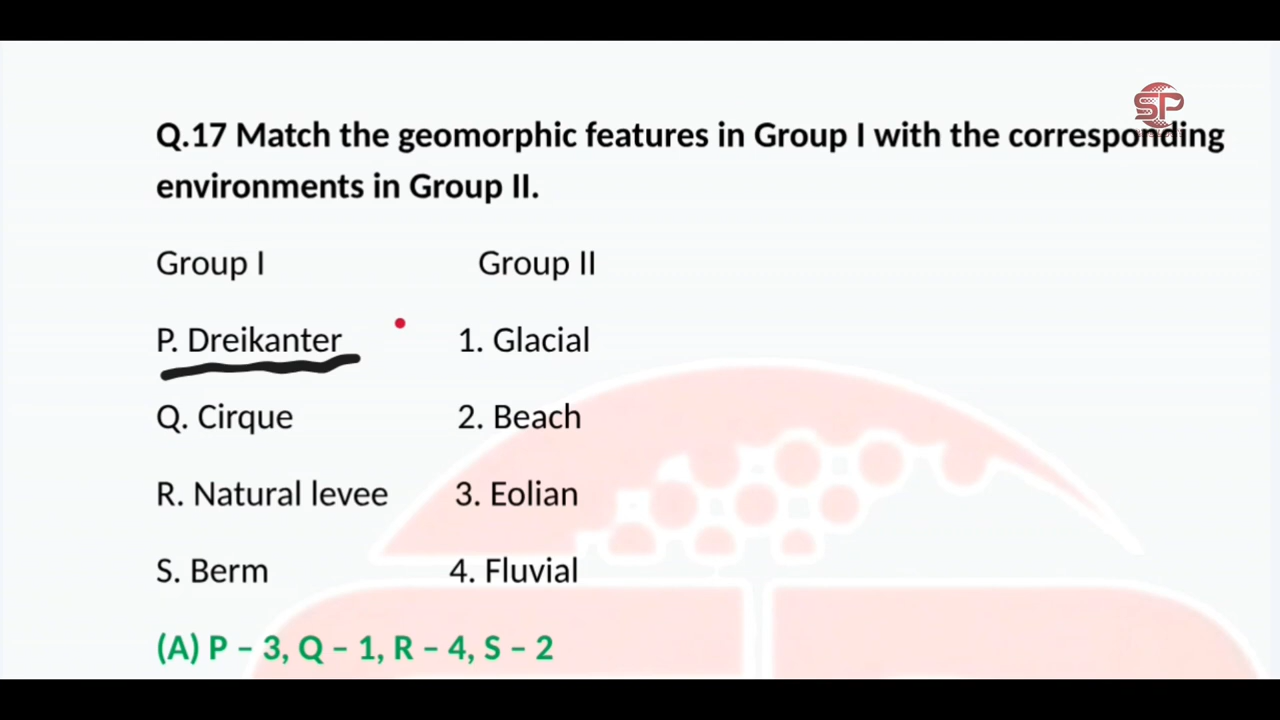 SP
Q.17 Match the geomorphic features in Group I with the corresponding
environments in Group II.
Group I Group II
P. Dreikanter 1. Glacial
Q. Cirque 2. Beach
R. Natural levee 3. Eolian
S. Berm 4. Fluvial
(A) P – 3, Q – 1, R – 4, S – 2